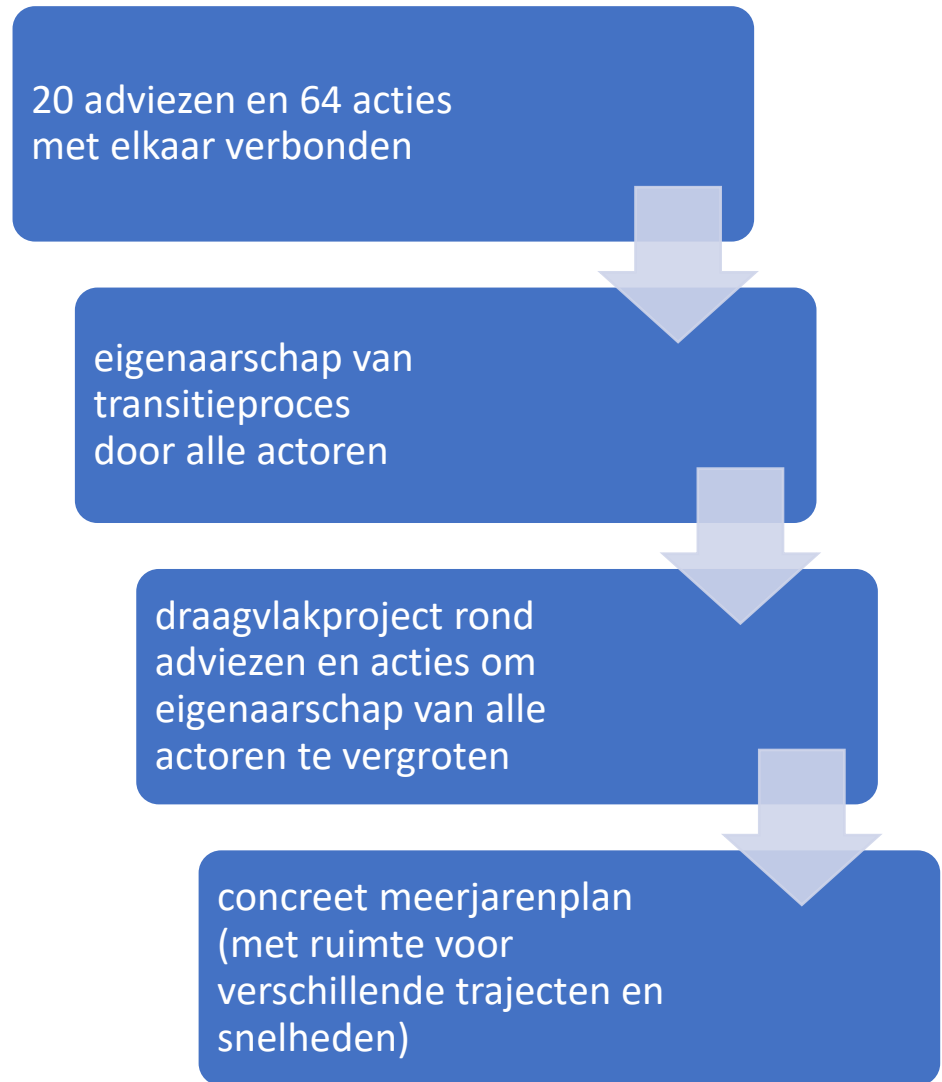 20 adviezen en 64 acties
met elkaar verbonden
eigenaarschap van
transitieproces
door alle actoren
draagvlakproject rond
adviezen en acties om
eigenaarschap van alle
actoren te vergroten
concreet meerjarenplan
(met ruimte voor
verschillende trajecten en
snelheden)